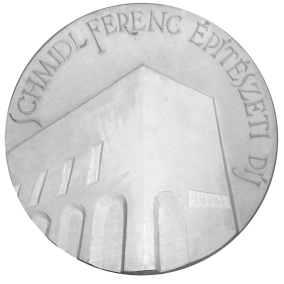 SCHMIDL FERENC ÉPÍTÉSZETI DÍJ